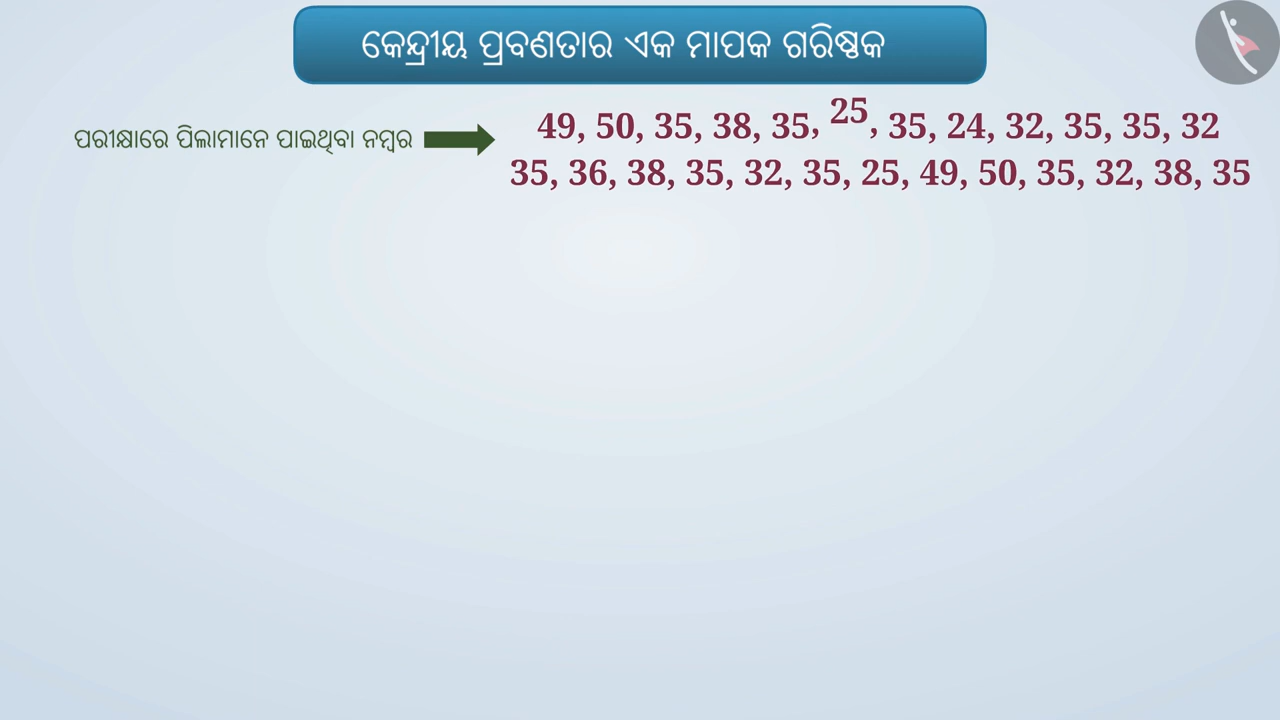 କେନ୍ଦ୍ରୀୟ ପ୍ରବଣତାର ଏକ ମାପକ ଗରିଷ୍ଠକ
ପରୀକ୍ଷାରେ ପିଲାମାନେ ପାଇଥିବା ନମ୍ବର
49, 50, 35, 38, 35, 25, 35, 24, 32, 35, 35, 32
35, 36, 38, 35, 32, 35, 25, 49, 50, 35, 32, 38, 35